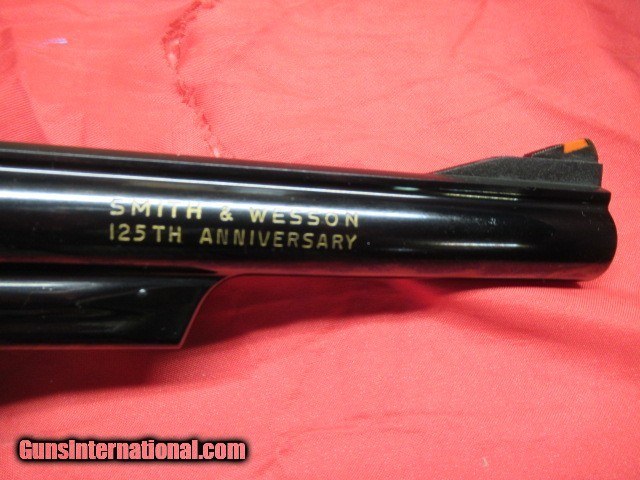 SMITH & WESSON
125TH ANNIVERSARY
GunsInternational.com